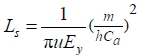 L_s = \frac{1}{\pi u E_y} (\frac{m}{h C_a})^2